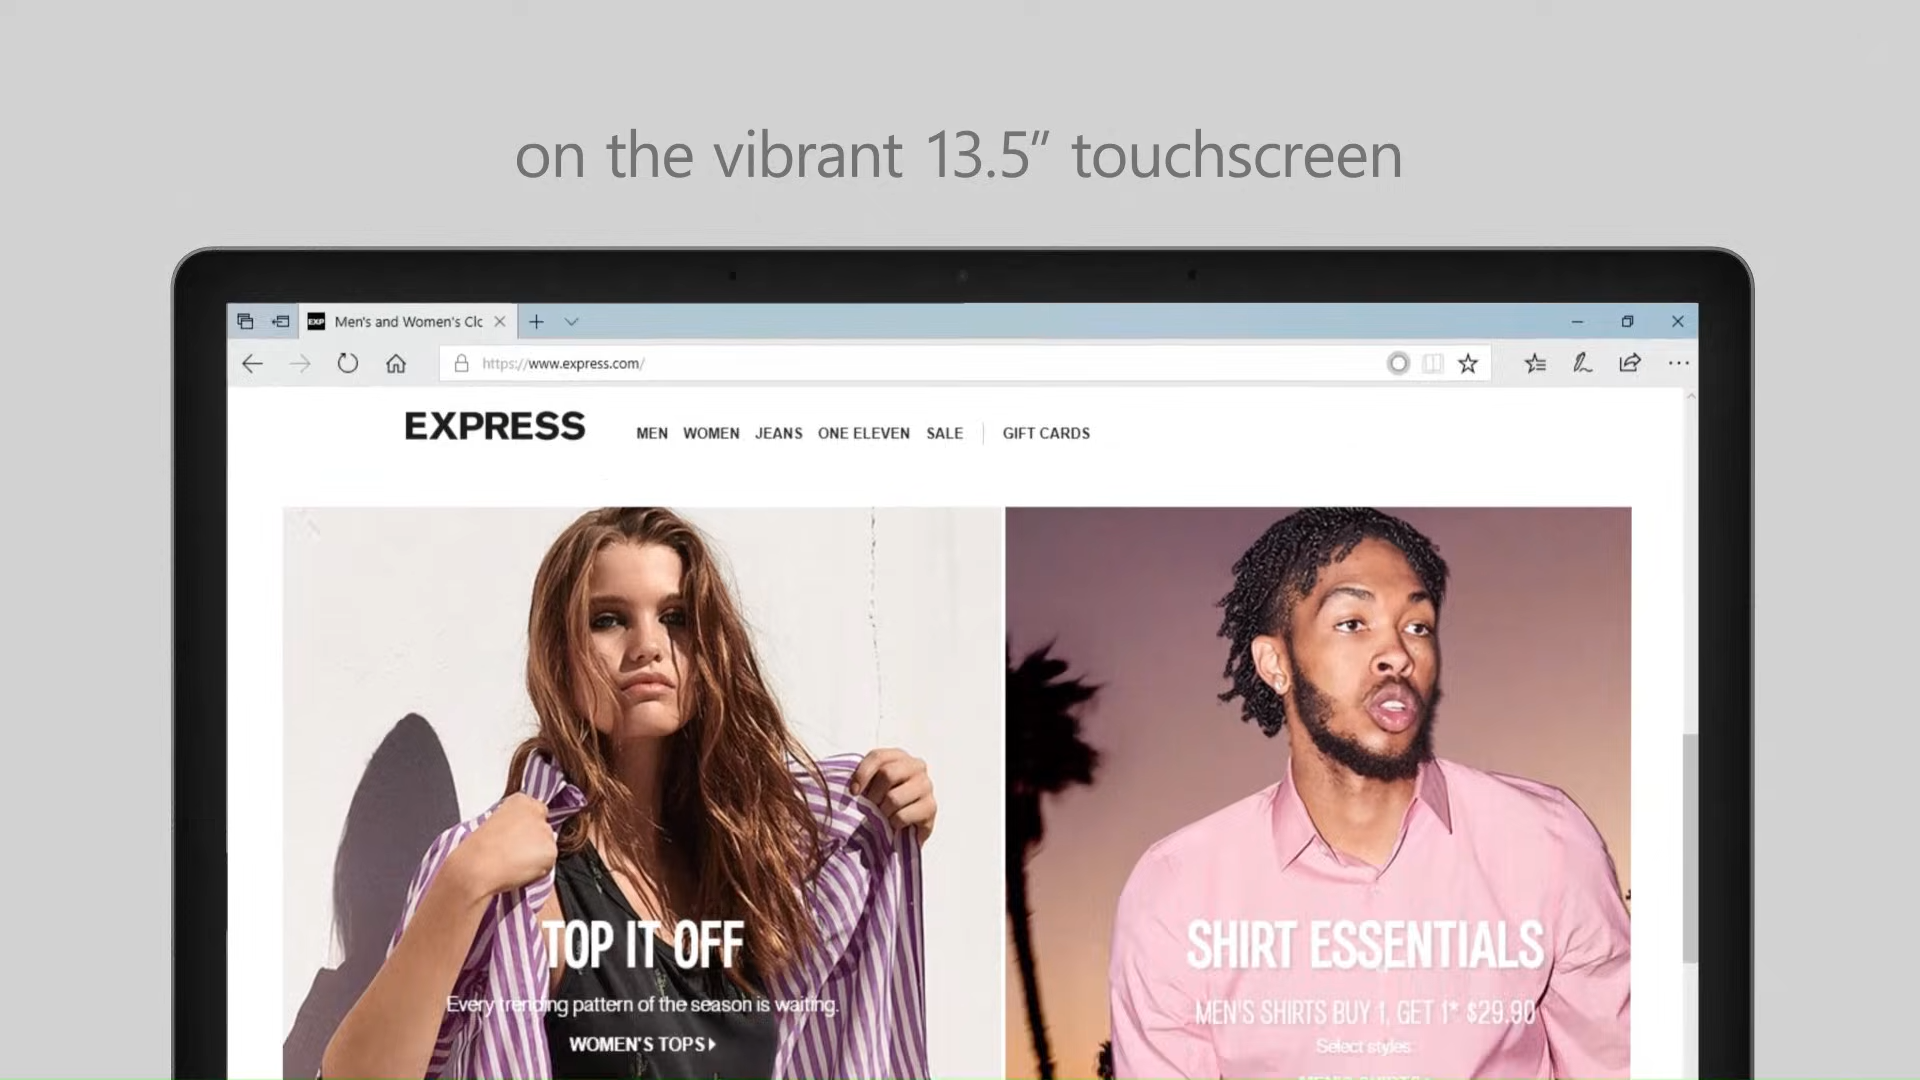 on the vibrant 13.5” touchscreen
EXP Men's and Women's Clc
https://www.express.com/
EXPRESS MEN WOMEN JEANS ONE ELEVEN SALE GIFT CARDS
TOP IT OFF
Every trending pattern of the season is waiting.
WOMEN'S TOPS
SHIRT ESSENTIALS
MEN'S SHIRTS BUY 1, GET 1* $29.90
Select styles.